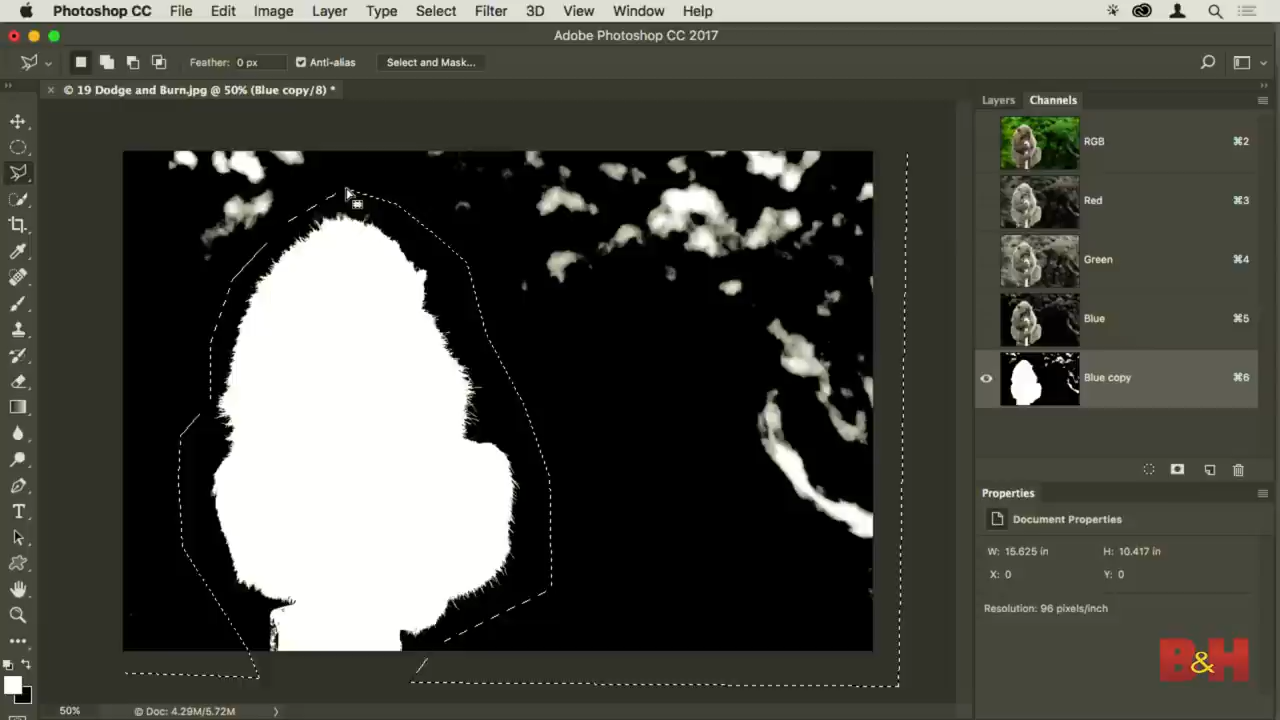 Photoshop CC File Edit Image Layer Type Select Filter 3D View Window Help
Adobe Photoshop CC 2017
Feather: 0 px Anti-alias Select and Mask...
× © 19 Dodge and Burn.jpg @ 50% (Blue copy/8) *
Layers Channels
RGB ⌘2
Red ⌘3
Green ⌘4
Blue ⌘5
Blue copy ⌘6
Properties
Document Properties
W: 15.625 in H: 10.417 in
X: 0 Y: 0
Resolution: 96 pixels/inch
B&H
50% © Doc: 4.29M/5.72M